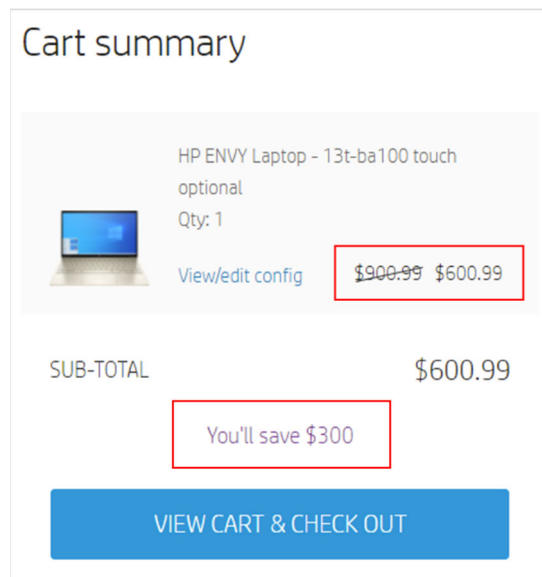 Cart summary
HP ENVY Laptop - 13t-ba100 touch
optional
Qty: 1
View/edit config $900.99 $600.99
SUB-TOTAL $600.99
You'll save $300
VIEW CART & CHECK OUT